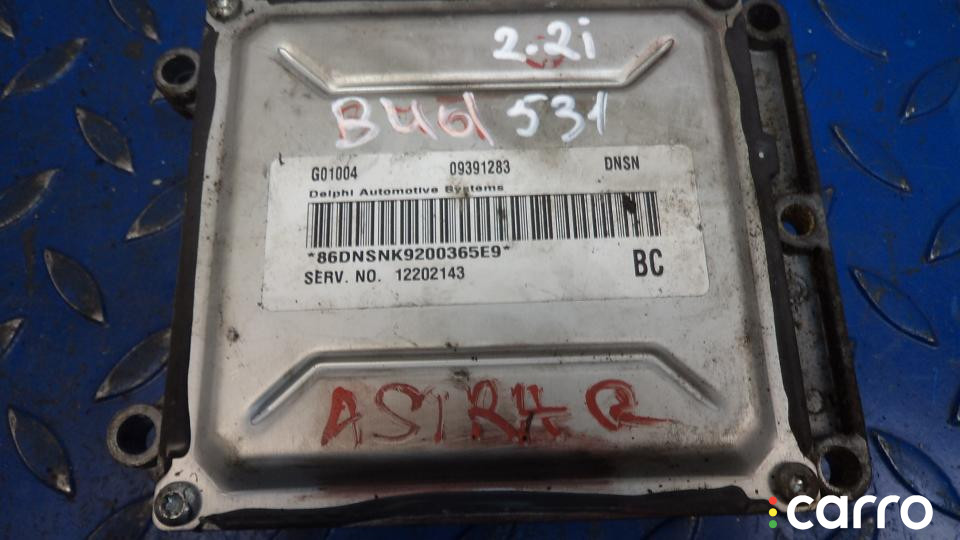 2.2i
B461 531
G01004 09391283 DNSN
Delphi Automotive Systems
*86DNSNK9200365E9*
SERV. NO. 12202143 BC
ASTRA G
carro